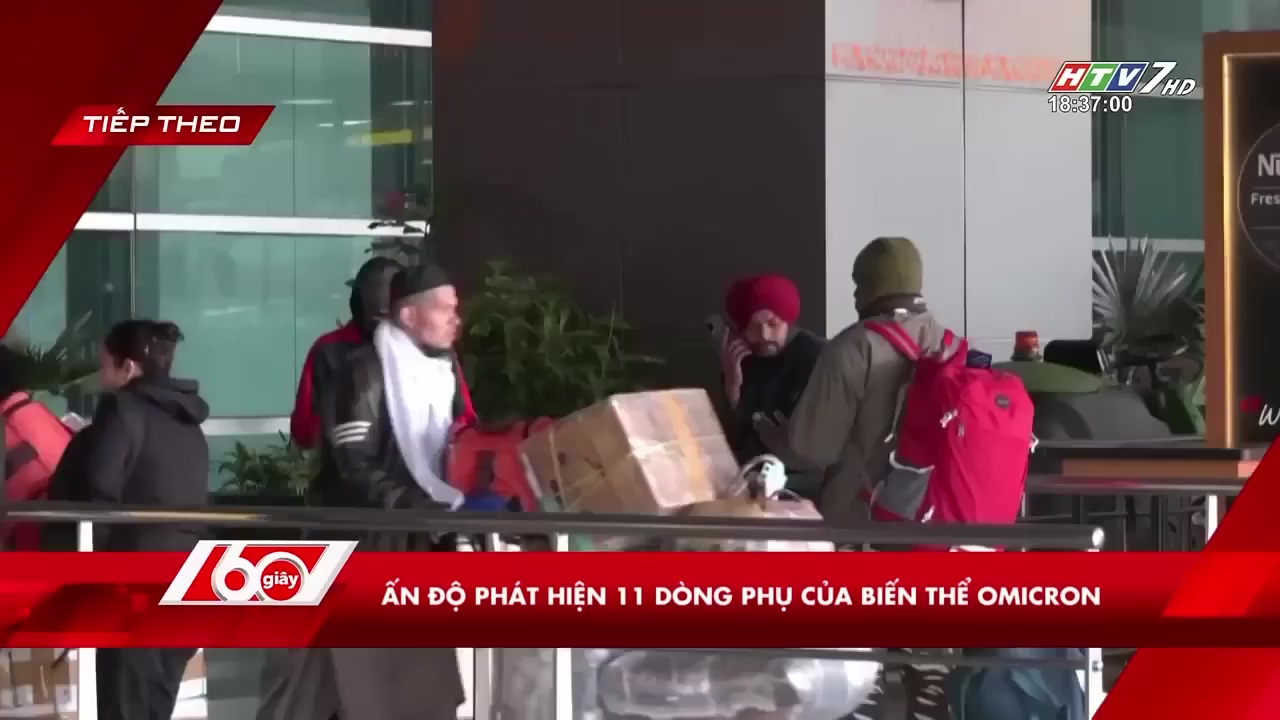 HTV7 HD
18:37:00
TIẾP THEO
60 giây
ẤN ĐỘ PHÁT HIỆN 11 DÒNG PHỤ CỦA BIẾN THỂ OMICRON